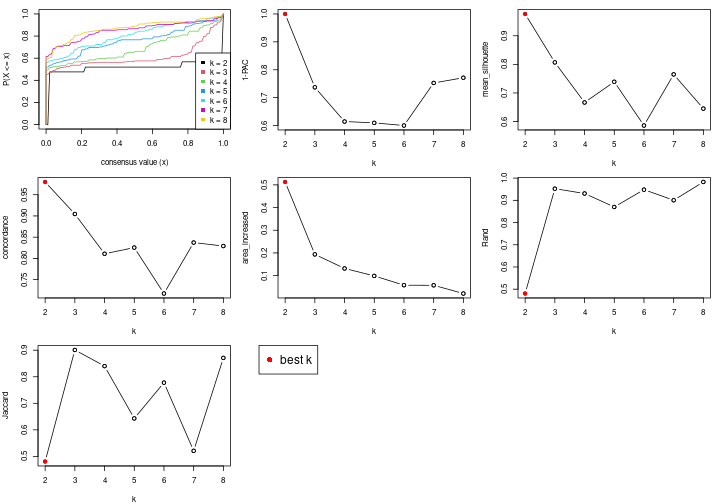 P(X <= x)
0.0 0.2 0.4 0.6 0.8 1.0
k = 2
k = 3
k = 4
k = 5
k = 6
k = 7
k = 8
0.0 0.2 0.4 0.6 0.8 1.0
consensus value (x)
1-PAC
0.6 0.7 0.8 0.9 1.0
2 3 4 5 6 7 8
k
mean_silhouette
0.6 0.7 0.8 0.9
2 3 4 5 6 7 8
k
concordance
0.75 0.80 0.85 0.90 0.95
2 3 4 5 6 7 8
k
area_increased
0.1 0.2 0.3 0.4 0.5
2 3 4 5 6 7 8
k
Rand
0.5 0.6 0.7 0.8 0.9 1.0
2 3 4 5 6 7 8
k
Jaccard
0.5 0.6 0.7 0.8 0.9
2 3 4 5 6 7 8
k
best k